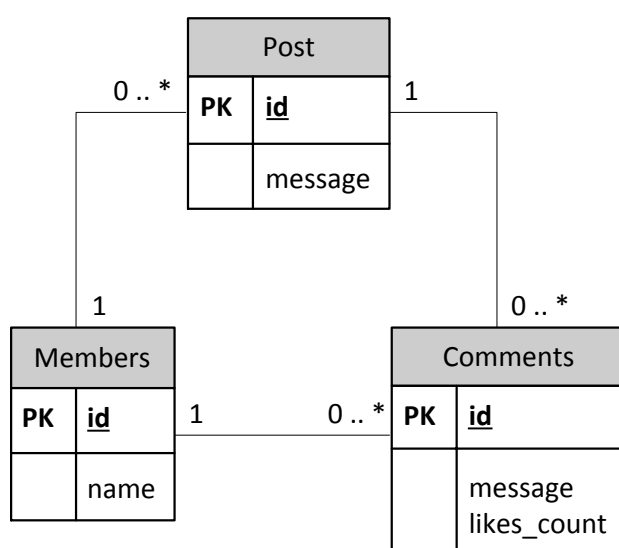 Post
0 .. *
PK id
1
message
1
0 .. *
Members
Comments
PK id
1
0 .. *
PK id
name
message
likes_count